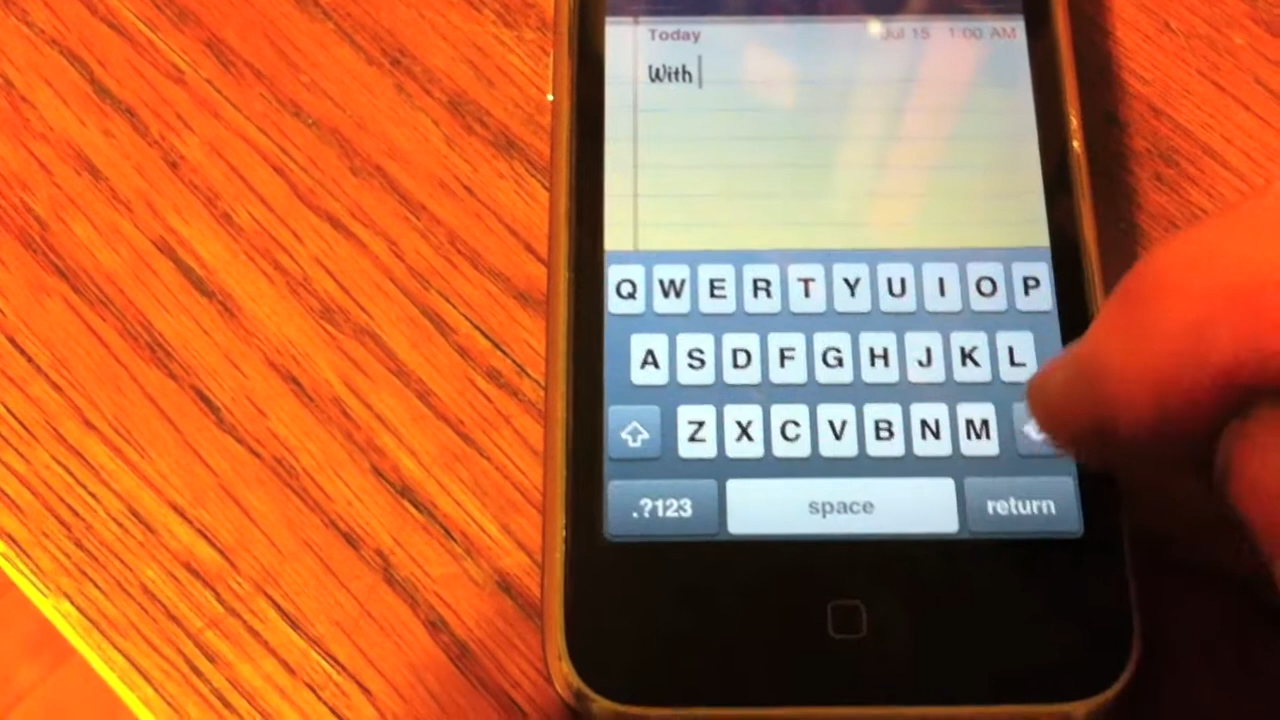 Today Jul 15 1:00 AM
With
Q W E R T Y U I O P
A S D F G H J K L
Z X C V B N M
.?123 space return